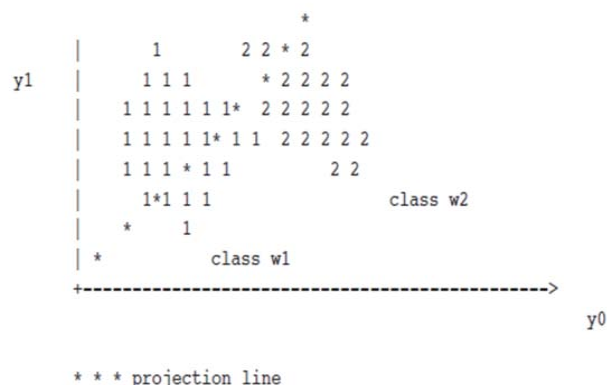 *
| 1 2 2 * 2
y1 | 1 1 1 * 2 2 2 2
| 1 1 1 1 1 1* 2 2 2 2 2
| 1 1 1 1 1* 1 1 2 2 2 2 2
| 1 1 1 * 1 1 2 2
| 1*1 1 1 class w2
| * 1
| * class w1
+------------------------------------------------>
y0
* * * projection line